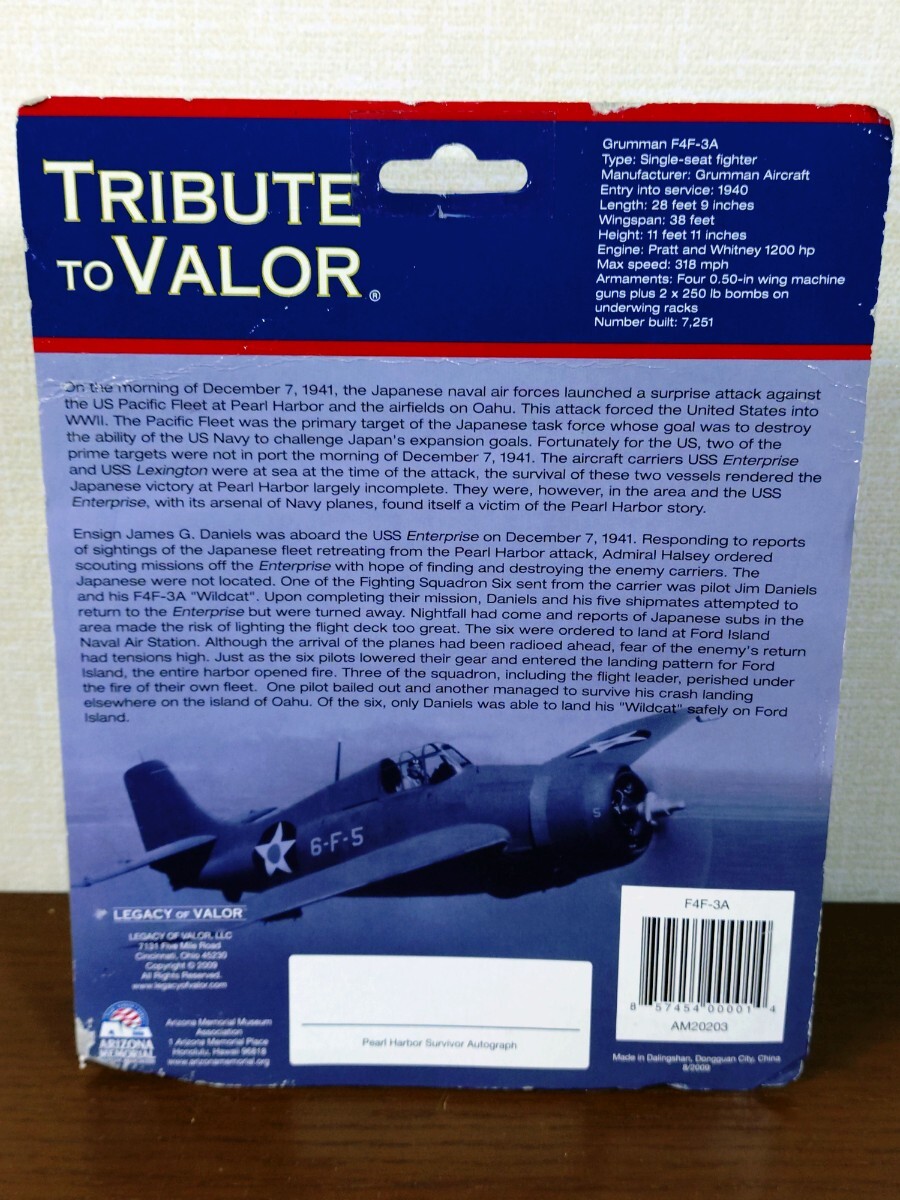 TRIBUTE
TO VALOR®
Grumman F4F-3A
Type: Single-seat fighter
Manufacturer: Grumman Aircraft
Entry into service: 1940
Length: 28 feet 9 inches
Wingspan: 38 feet
Height: 11 feet 11 inches
Engine: Pratt and Whitney 1200 hp
Max speed: 318 mph
Armaments: Four 0.50-in wing machine
guns plus 2 x 250 lb bombs on
underwing racks
Number built: 7,251
On the morning of December 7, 1941, the Japanese naval air forces launched a surprise attack against
the US Pacific Fleet at Pearl Harbor and the airfields on Oahu. This attack forced the United States into
WWII. The Pacific Fleet was the primary target of the Japanese task force whose goal was to destroy
the ability of the US Navy to challenge Japan's expansion goals. Fortunately for the US, two of the
prime targets were not in port the morning of December 7, 1941. The aircraft carriers USS Enterprise
and USS Lexington were at sea at the time of the attack, the survival of these two vessels rendered the
Japanese victory at Pearl Harbor largely incomplete. They were, however, in the area and the USS
Enterprise, with its arsenal of Navy planes, found itself a victim of the Pearl Harbor story.
Ensign James G. Daniels was aboard the USS Enterprise on December 7, 1941. Responding to reports
of sightings of the Japanese fleet retreating from the Pearl Harbor attack, Admiral Halsey ordered
scouting missions off the Enterprise with hope of finding and destroying the enemy carriers. The
Japanese were not located. One of the Fighting Squadron Six sent from the carrier was pilot Jim Daniels
and his F4F-3A "Wildcat". Upon completing their mission, Daniels and his five shipmates attempted to
return to the Enterprise but were turned away. Nightfall had come and reports of Japanese subs in the
area made the risk of lighting the flight deck too great. The six were ordered to land at Ford Island
Naval Air Station. Although the arrival of the planes had been radioed ahead, fear of the enemy's return
had tensions high. Just as the six pilots lowered their gear and entered the landing pattern for Ford
Island, the entire harbor opened fire. Three of the squadron, including the flight leader, perished under
the fire of their own fleet. One pilot bailed out and another managed to survive his crash landing
elsewhere on the island of Oahu. Of the six, only Daniels was able to land his "Wildcat" safely on Ford
Island.
6-F-5
5
LEGACY OF VALOR
LEGACY OF VALOR, LLC
7131 Five Mile Road
Cincinnati, Ohio 45230
Copyright © 2009
All Rights Reserved.
www.legacyofvalor.com
ARIZONA
MEMORIAL
Arizona Memorial Museum
Association
1 Arizona Memorial Place
Honolulu, Hawaii 96818
www.arizonamemorial.org
Pearl Harbor Survivor Autograph
F4F-3A
8 57454 00001 4
AM20203
Made in Dalingshan, Dongguan City, China
8/2009